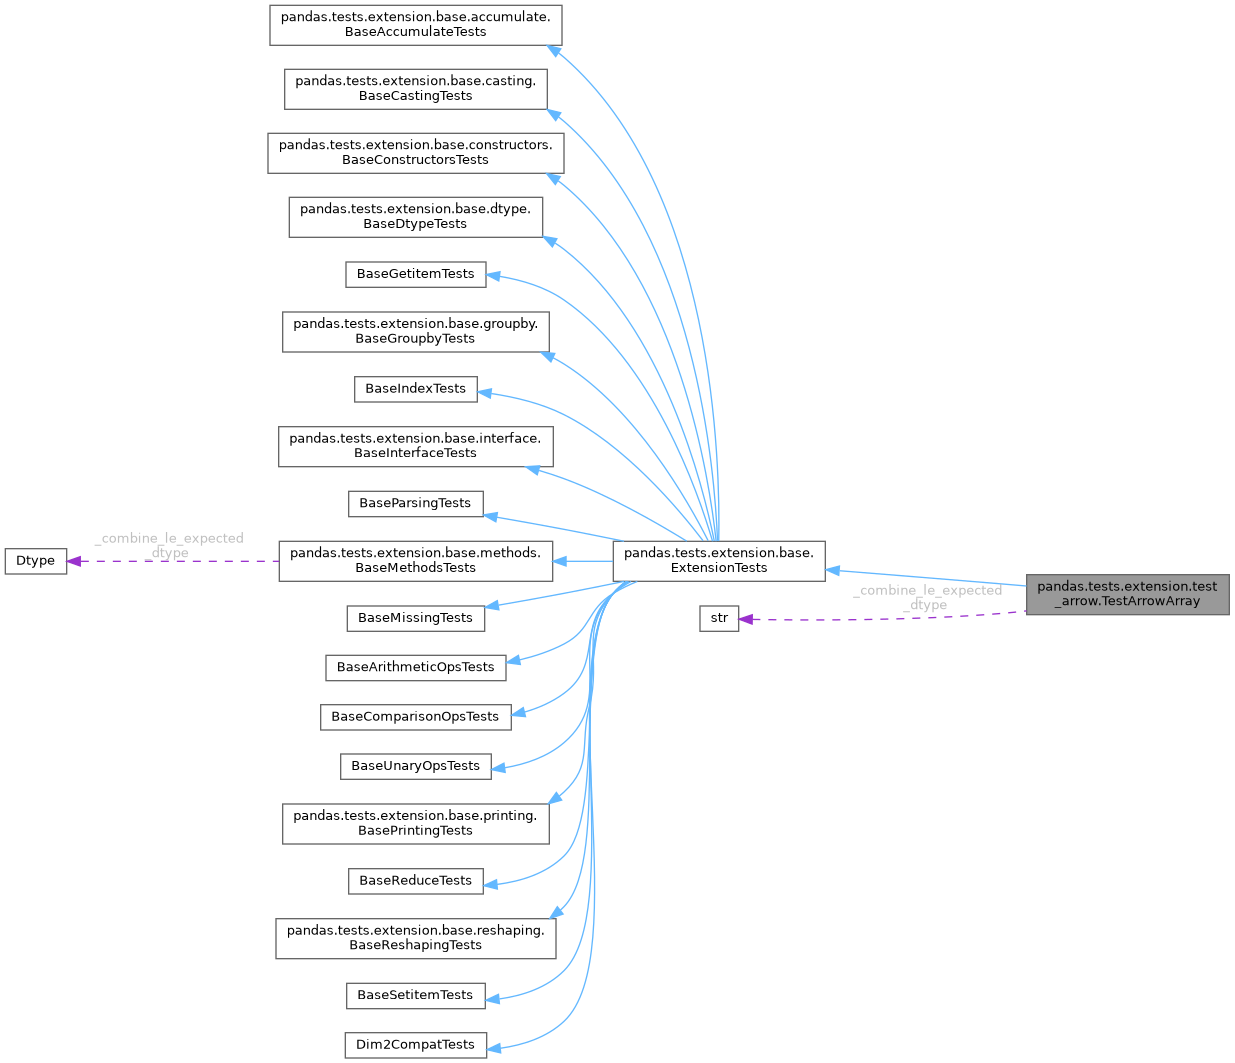 pandas.tests.extension.base.accumulate.
BaseAccumulateTests
pandas.tests.extension.base.casting.
BaseCastingTests
pandas.tests.extension.base.constructors.
BaseConstructorsTests
pandas.tests.extension.base.dtype.
BaseDtypeTests
BaseGetitemTests
pandas.tests.extension.base.groupby.
BaseGroupbyTests
BaseIndexTests
pandas.tests.extension.base.interface.
BaseInterfaceTests
BaseParsingTests
Dtype
_combine_le_expected
_dtype
pandas.tests.extension.base.methods.
BaseMethodsTests
pandas.tests.extension.base.
ExtensionTests
pandas.tests.extension.test
_arrow.TestArrowArray
_combine_le_expected
_dtype
str
BaseMissingTests
BaseArithmeticOpsTests
BaseComparisonOpsTests
BaseUnaryOpsTests
pandas.tests.extension.base.printing.
BasePrintingTests
BaseReduceTests
pandas.tests.extension.base.reshaping.
BaseReshapingTests
BaseSetitemTests
Dim2CompatTests